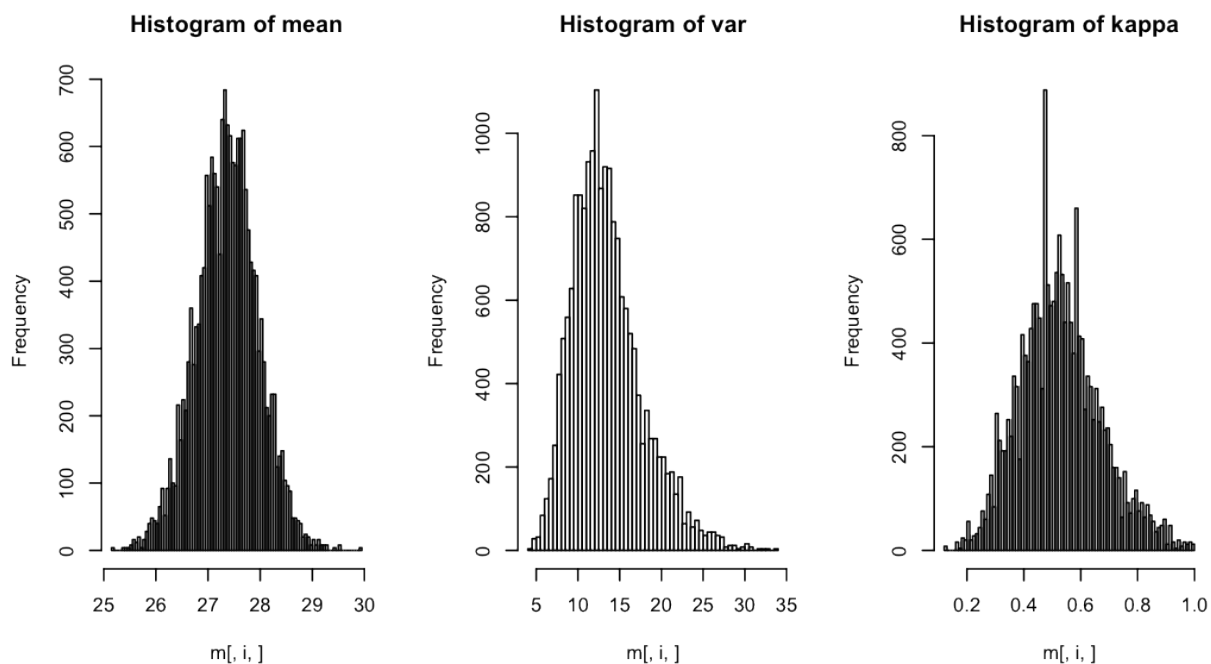 Histogram of mean
Frequency
0 100 200 300 400 500 600 700
25 26 27 28 29 30
m[, i, ]
Histogram of var
Frequency
0 200 400 600 800 1000
5 10 15 20 25 30 35
m[, i, ]
Histogram of kappa
Frequency
0 200 400 600 800
0.2 0.4 0.6 0.8 1.0
m[, i, ]